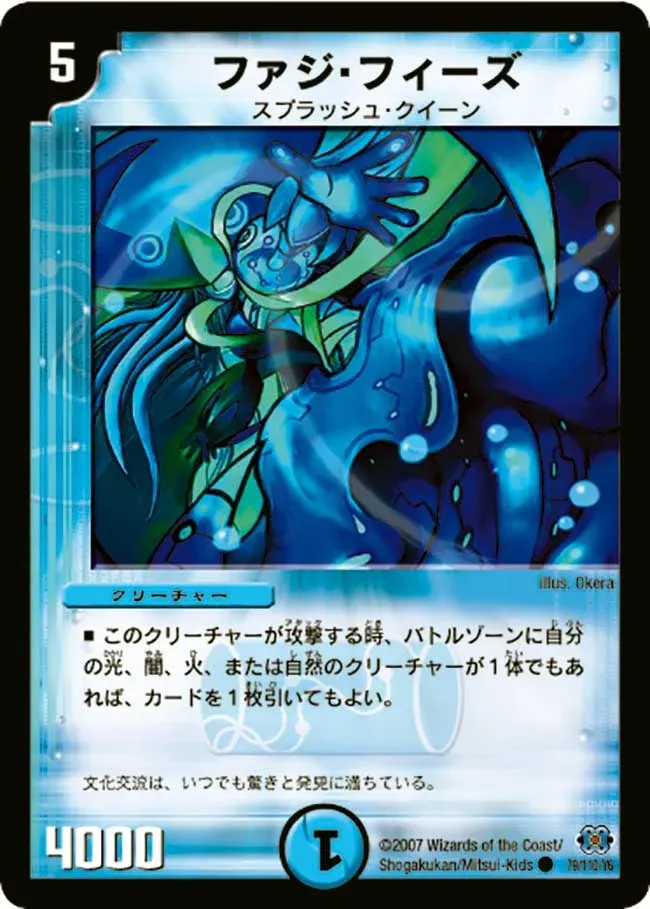 5
ファジ・フィーズ
スプラッシュ・クイーン
illus. Okera
クリーチャー
■ このクリーチャーが攻撃する時、バトルゾーンに自分
の光、闇、火、または自然のクリーチャーが１体でもあ
れば、カードを１枚引いてもよい。
文化交流は、いつでも驚きと発見に満ちている。
4000
1
©2007 Wizards of the Coast/
Shogakukan/Mitsui-Kids
79/110 Y6